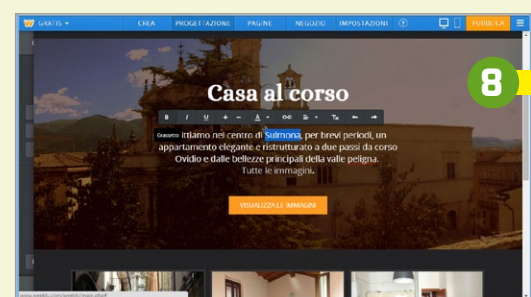 GRATIS CREA PROGETTAZIONE PAGINE NEGOZIO IMPOSTAZIONI ? PUBBLICA
8
Casa al corso
B I U + - A Tx
Grassetto ittiamo nel centro di Sulmona, per brevi periodi, un
appartamento elegante e ristrutturato a due passi da corso
Ovidio e dalle bellezze principali della valle peligna.
Tutte le immagini.
VISUALIZZA LE IMMAGINI